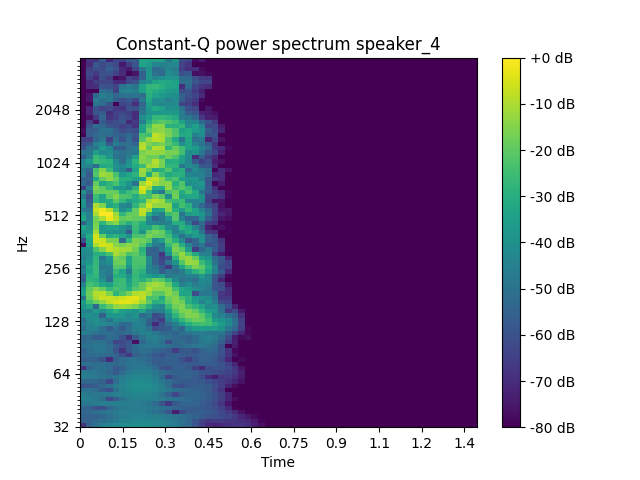 Constant-Q power spectrum speaker_4
Hz
2048
1024
512
256
128
64
32
0 0.15 0.3 0.45 0.6 0.75 0.9 1.1 1.2 1.4
Time
+0 dB
-10 dB
-20 dB
-30 dB
-40 dB
-50 dB
-60 dB
-70 dB
-80 dB